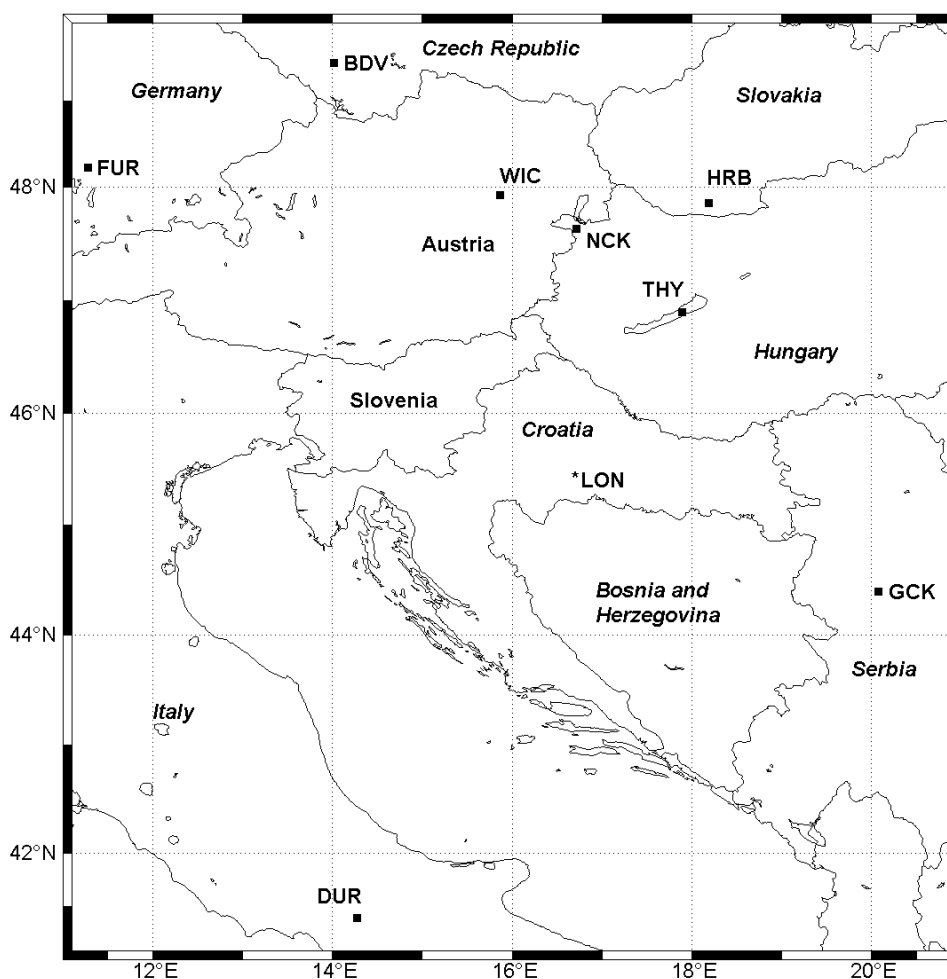 Czech Republic
BDV
Germany
Slovakia
FUR
WIC
HRB
48°N
Austria
NCK
THY
Hungary
Slovenia
46°N
Croatia
*LON
Bosnia and
Herzegovina
GCK
44°N
Serbia
Italy
42°N
DUR
12°E
14°E
16°E
18°E
20°E